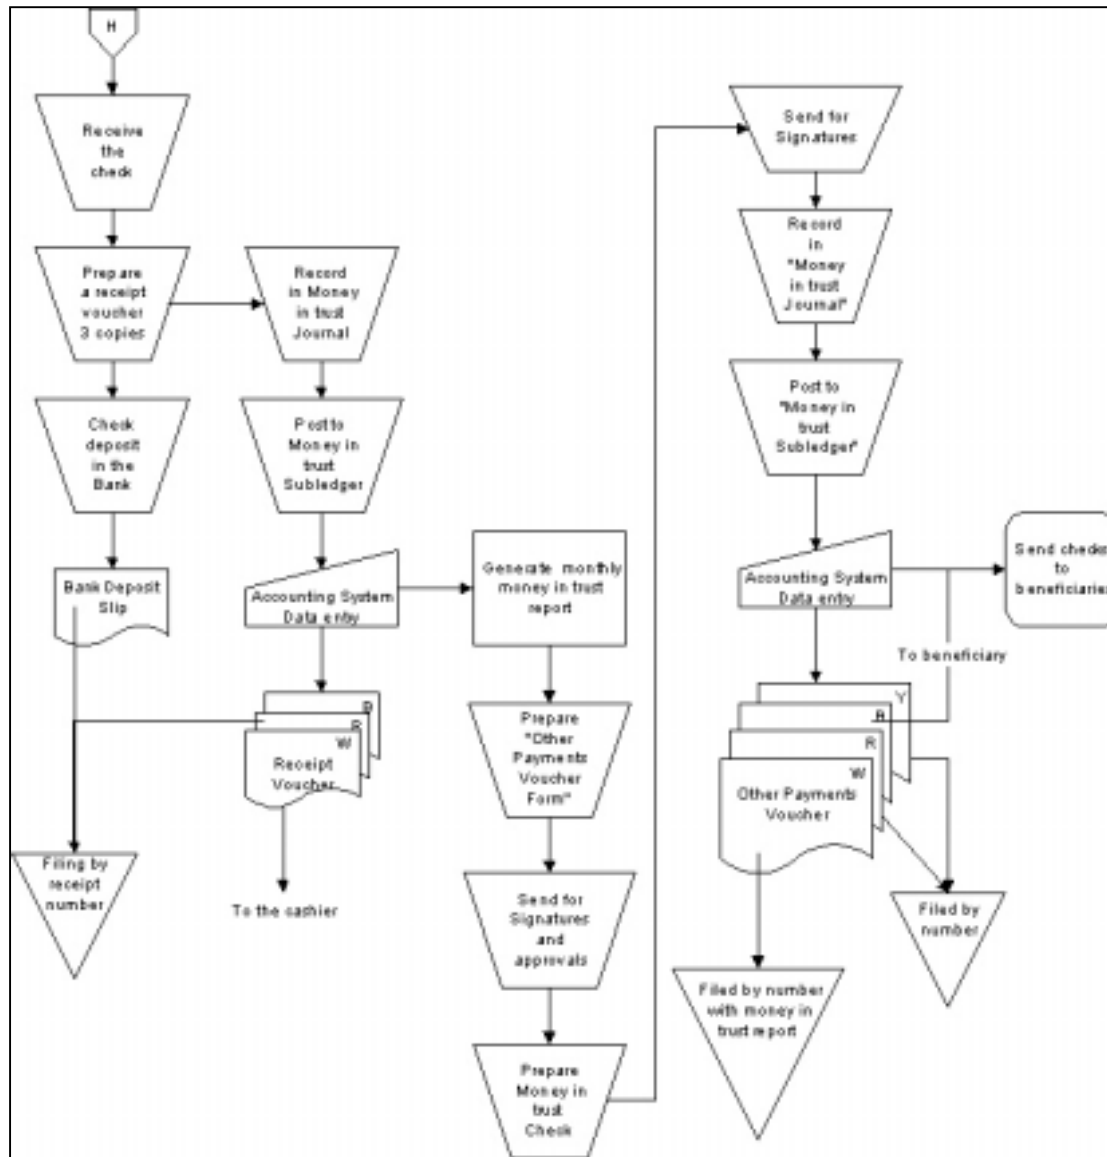 H
Receive
the
check
Prepare
a receipt
voucher
3 copies
Record
in Money
in trust
Journal
Check
deposit
in the
Bank
Post to
Money in
trust
Subledger
Bank Deposit
Slip
Accounting System
Data entry
Generate monthly
money in trust
report
W
Receipt
Voucher
Filing by
receipt
number
To the cashier
Prepare
"Other
Payments
Voucher
Form"
Send for
Signatures
and
approvals
Prepare
Money in
trust
Check
Send for
Signatures
Record
in
"Money
in trust
Journal"
Post to
"Money in
trust
Subledger"
Accounting System
Data entry
Send checks
to
beneficiaries
To beneficiary
Y
R
W
Other Payments
Voucher
Filed by
number
Filed by number
with money in
trust report